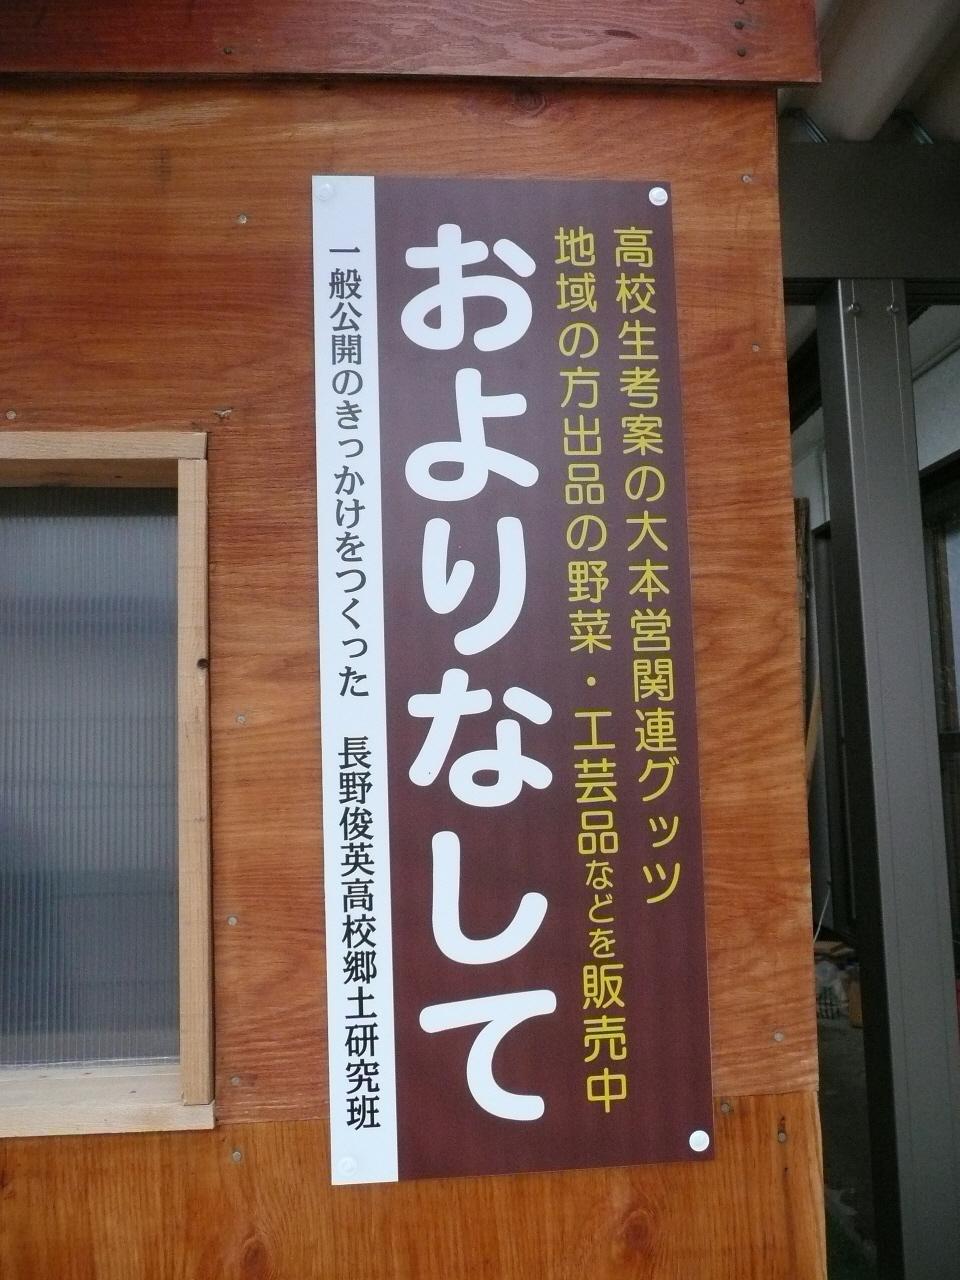 高校生考案の大本営関連グッツ
地域の方出品の野菜・工芸品などを販売中
およりなして
一般公開のきっかけをつくった 長野俊英高校郷土研究班